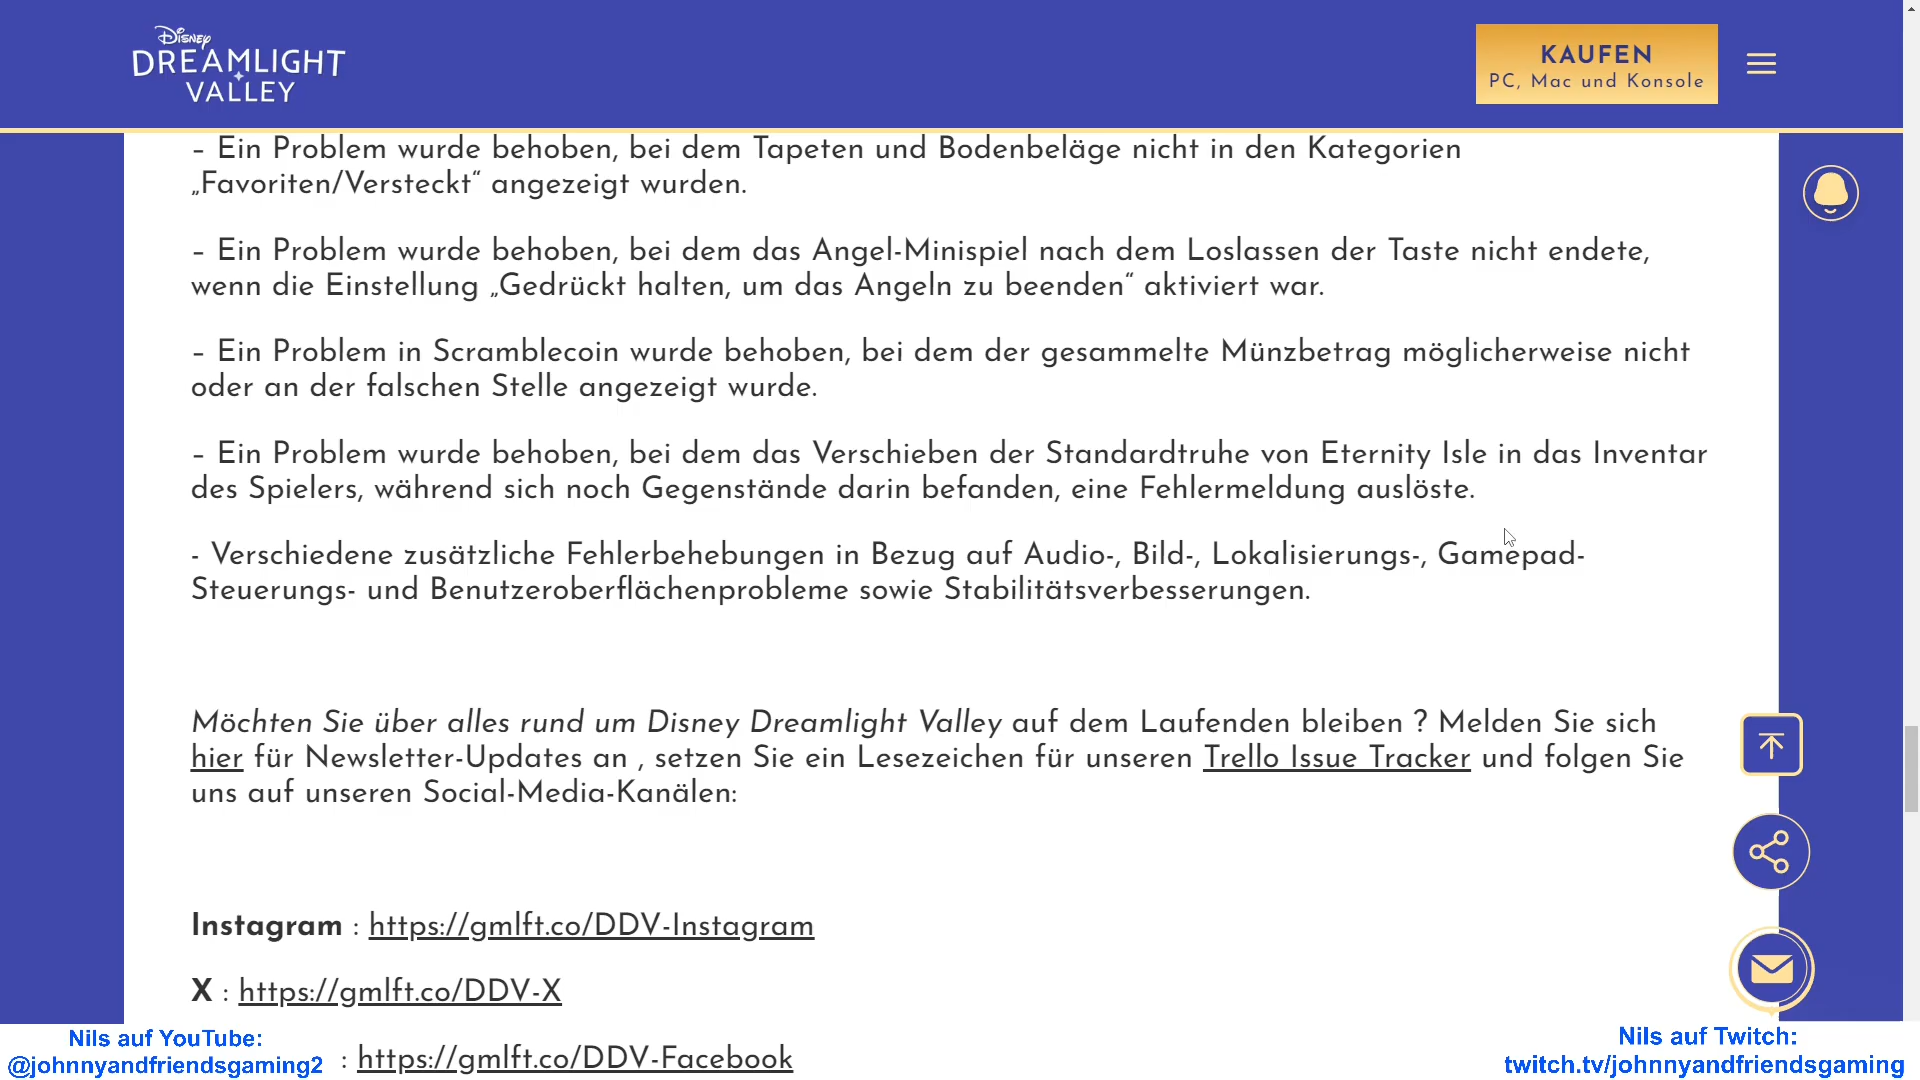 Disney
DREAMLIGHT
VALLEY
KAUFEN
PC, Mac und Konsole
– Ein Problem wurde behoben, bei dem Tapeten und Bodenbeläge nicht in den Kategorien
„Favoriten/Versteckt“ angezeigt wurden.
– Ein Problem wurde behoben, bei dem das Angel-Minispiel nach dem Loslassen der Taste nicht endete,
wenn die Einstellung „Gedrückt halten, um das Angeln zu beenden“ aktiviert war.
– Ein Problem in Scramblecoin wurde behoben, bei dem der gesammelte Münzbetrag möglicherweise nicht
oder an der falschen Stelle angezeigt wurde.
– Ein Problem wurde behoben, bei dem das Verschieben der Standardtruhe von Eternity Isle in das Inventar
des Spielers, während sich noch Gegenstände darin befanden, eine Fehlermeldung auslöste.
- Verschiedene zusätzliche Fehlerbehebungen in Bezug auf Audio-, Bild-, Lokalisierungs-, Gamepad-
Steuerungs- und Benutzeroberflächenprobleme sowie Stabilitätsverbesserungen.
Möchten Sie über alles rund um Disney Dreamlight Valley auf dem Laufenden bleiben ? Melden Sie sich
hier für Newsletter-Updates an , setzen Sie ein Lesezeichen für unseren Trello Issue Tracker und folgen Sie
uns auf unseren Social-Media-Kanälen:
Instagram : https://gmlft.co/DDV-Instagram
X : https://gmlft.co/DDV-X
: https://gmlft.co/DDV-Facebook
Nils auf YouTube:
@johnnyandfriendsgaming2
Nils auf Twitch:
twitch.tv/johnnyandfriendsgaming